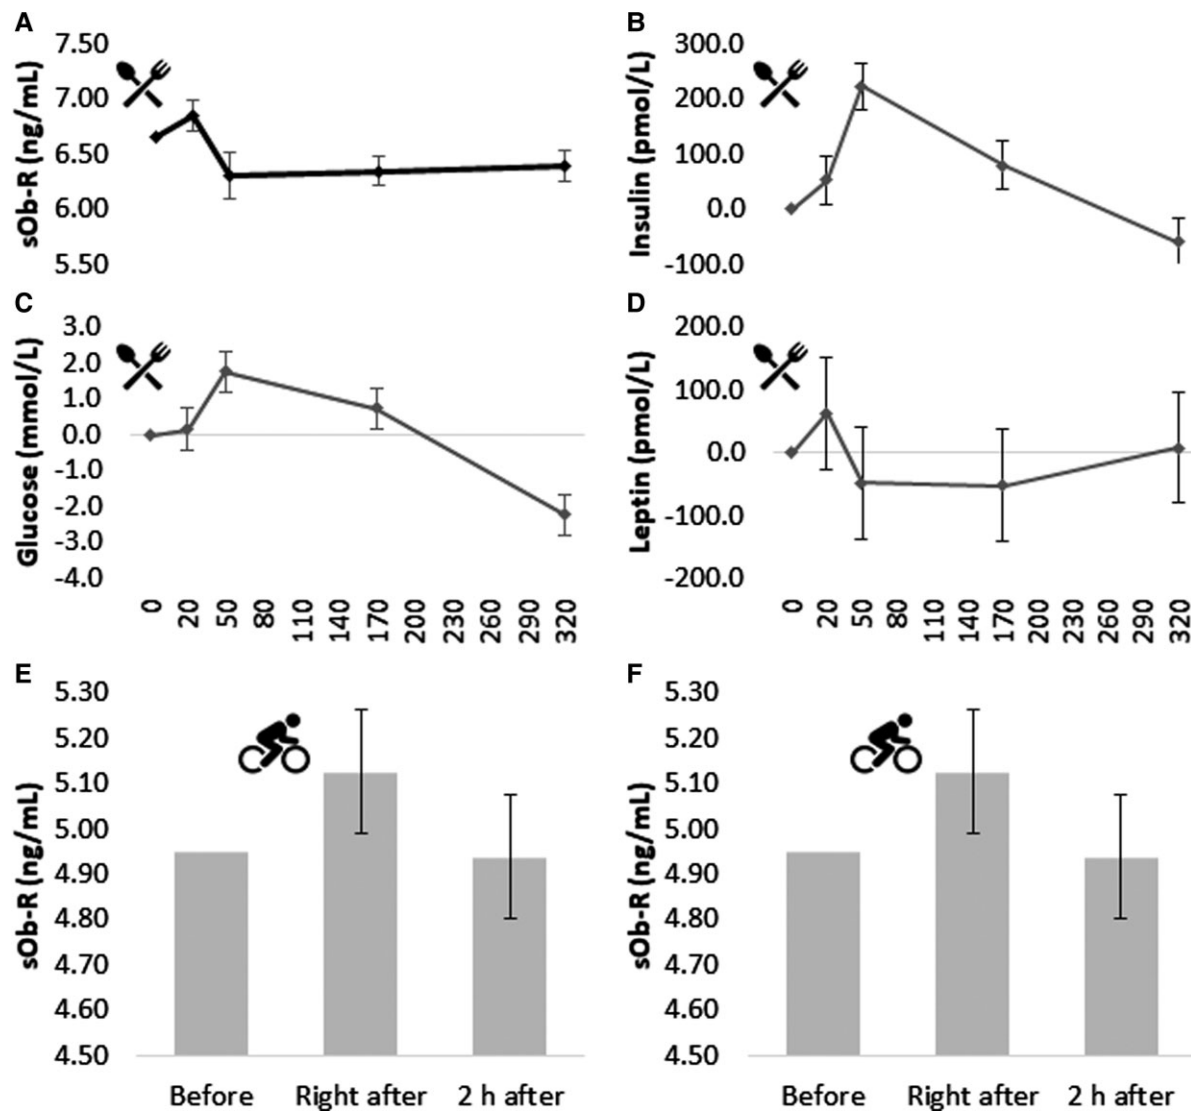 A
sOb-R (ng/mL)
7.50
7.00
6.50
6.00
5.50
B
Insulin (pmol/L)
300.0
200.0
100.0
0.0
-100.0
C
Glucose (mmol/L)
3.0
2.0
1.0
0.0
-1.0
-2.0
-3.0
-4.0
0 20 50 80 110 140 170 200 230 260 290 320
D
Leptin (pmol/L)
200.0
100.0
0.0
-100.0
-200.0
0 20 50 80 110 140 170 200 230 260 290 320
E
sOb-R (ng/mL)
5.30
5.20
5.10
5.00
4.90
4.80
4.70
4.60
4.50
Before Right after 2 h after
F
sOb-R (ng/mL)
5.30
5.20
5.10
5.00
4.90
4.80
4.70
4.60
4.50
Before Right after 2 h after